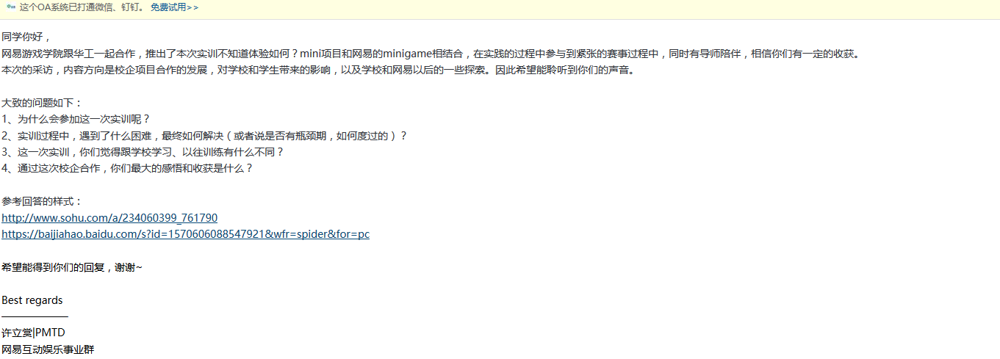 这个OA系统已打通微信、钉钉。 免费试用>>
同学你好，
网易游戏学院跟华工一起合作，推出了本次实训不知道体验如何？mini项目和网易的minigame相结合，在实践的过程中参与到紧张的赛事过程中，同时有导师陪伴，相信你们有一定的收获。
本次的采访，内容方向是校企项目合作的发展，对学校和学生带来的影响，以及学校和网易以后的一些探索。因此希望能聆听到你们的声音。
大致的问题如下：
1、为什么会参加这一次实训呢？
2、实训过程中，遇到了什么困难，最终如何解决（或者说是否有瓶颈期，如何度过的）？
3、这一次实训，你们觉得跟学校学习、以往训练有什么不同？
4、通过这次校企合作，你们最大的感悟和收获是什么？
参考回答的样式：
http://www.sohu.com/a/234060399_761790
https://baijiahao.baidu.com/s?id=1570606088547921&wfr=spider&for=pc
希望能得到你们的回复，谢谢~
Best regards
许立赏|PMTD
网易互动娱乐事业群